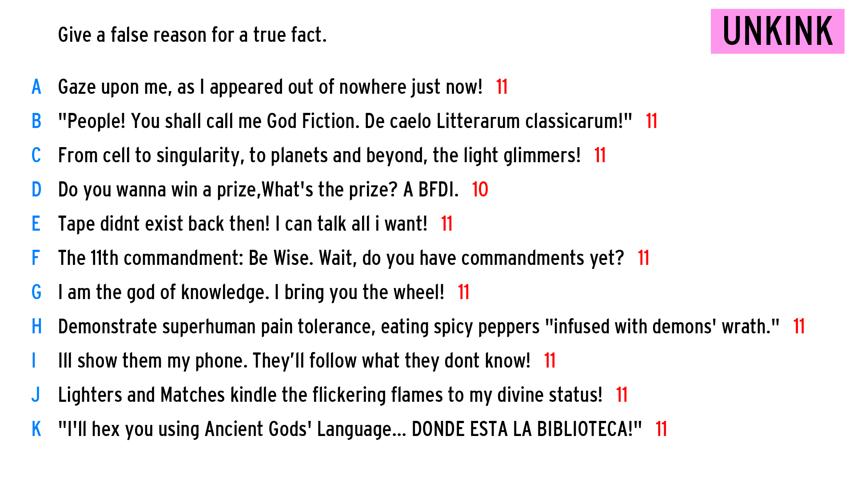 Give a false reason for a true fact.
UNKINK
A Gaze upon me, as I appeared out of nowhere just now! 11
B "People! You shall call me God Fiction. De caelo Litterarum classicarum!" 11
C From cell to singularity, to planets and beyond, the light glimmers! 11
D Do you wanna win a prize,What's the prize? A BFDI. 10
E Tape didnt exist back then! I can talk all i want! 11
F The 11th commandment: Be Wise. Wait, do you have commandments yet? 11
G I am the god of knowledge. I bring you the wheel! 11
H Demonstrate superhuman pain tolerance, eating spicy peppers "infused with demons' wrath." 11
I Ill show them my phone. They’ll follow what they dont know! 11
J Lighters and Matches kindle the flickering flames to my divine status! 11
K "I'll hex you using Ancient Gods' Language... DONDE ESTA LA BIBLIOTECA!" 11